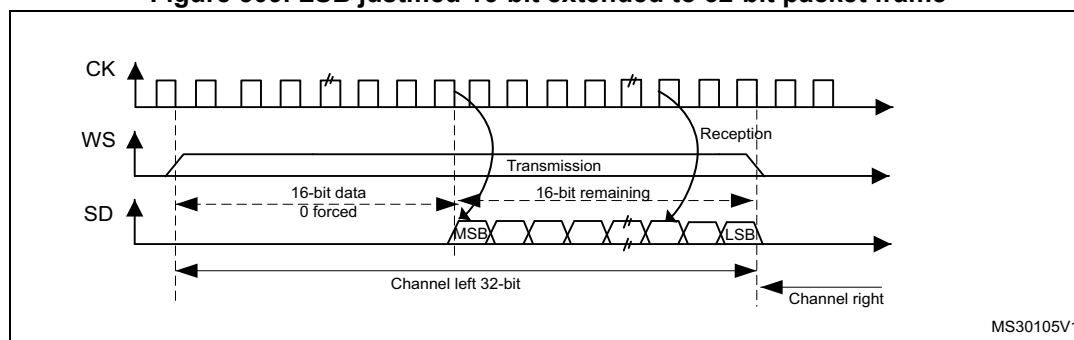 Figure 309. LSB justified 16-bit extended to 32-bit packet frame
CK
Reception
WS
Transmission
16-bit data
16-bit remaining
0 forced
SD
MSB
LSB
Channel left 32-bit
Channel right
MS30105V1